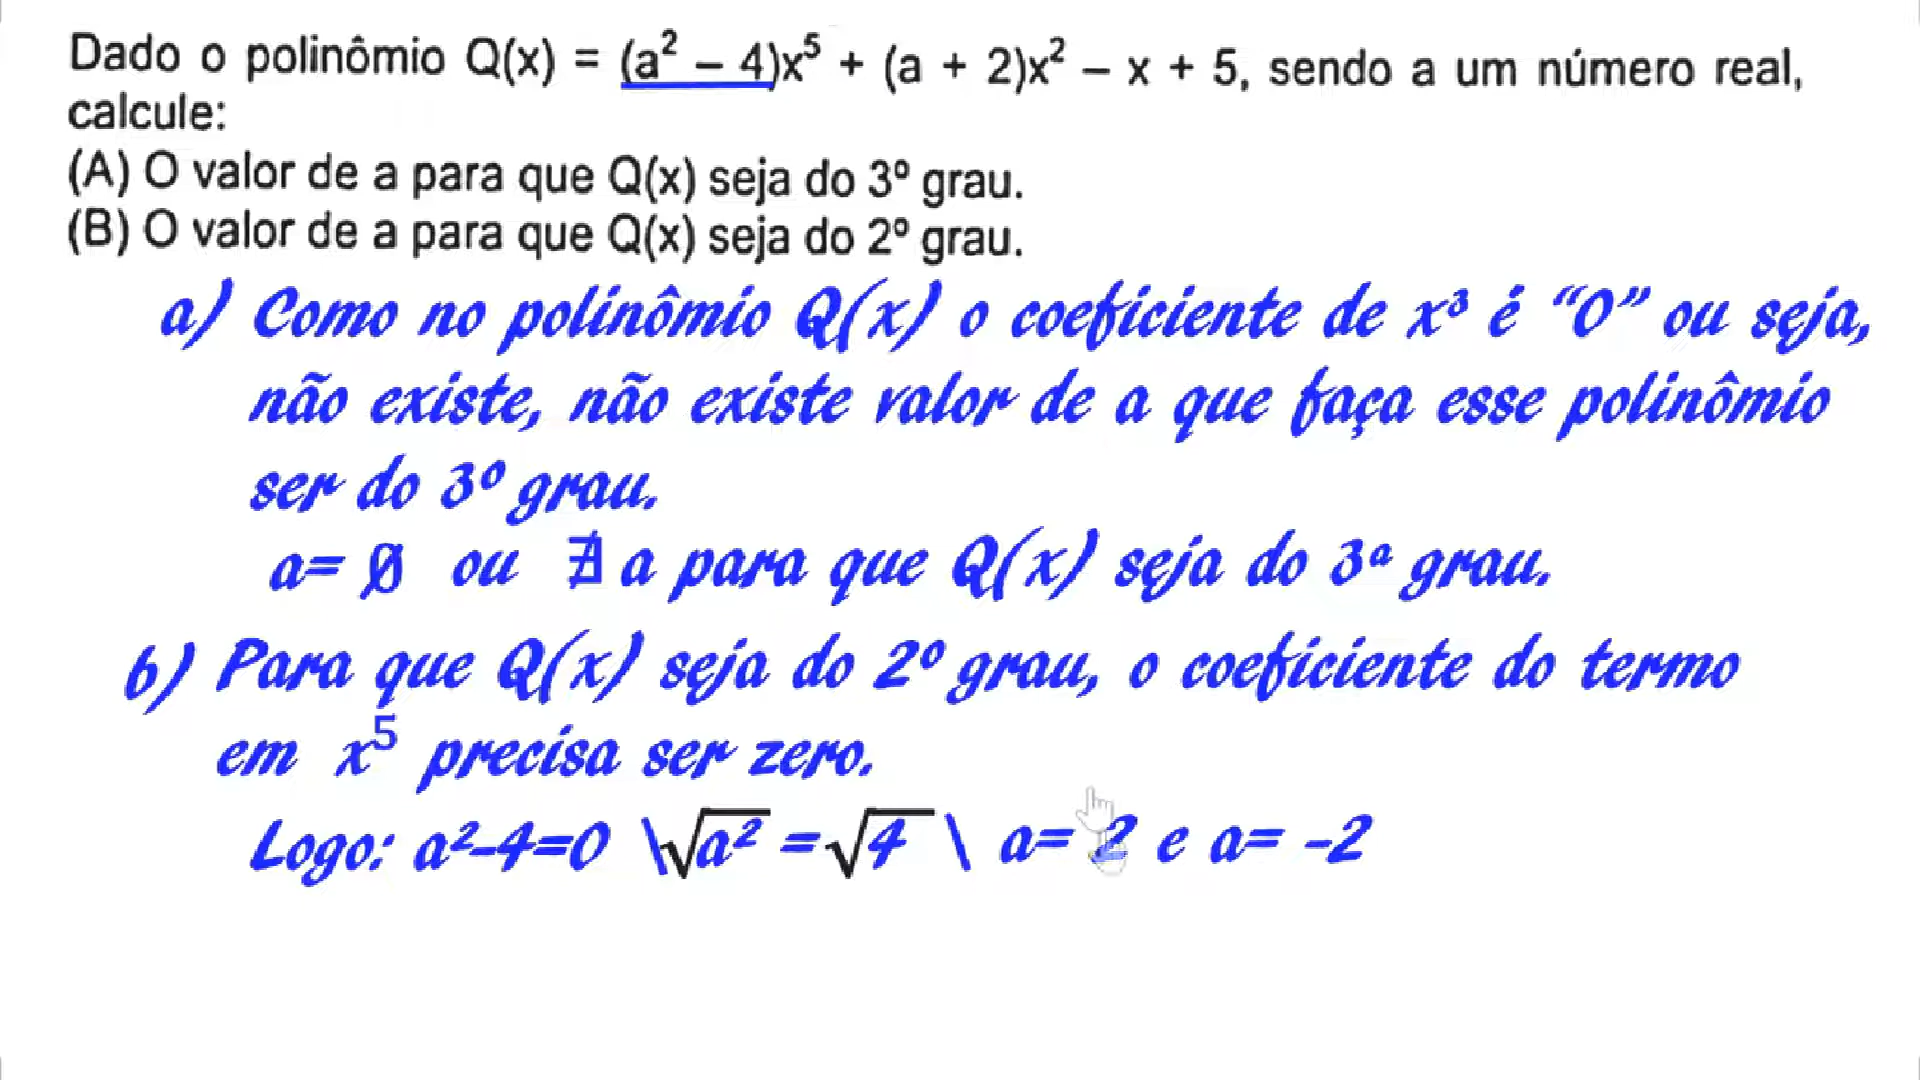 Dado o polinômio Q(x) = (a² – 4)x⁵ + (a + 2)x² – x + 5, sendo a um número real,
calcule:
(A) O valor de a para que Q(x) seja do 3º grau.
(B) O valor de a para que Q(x) seja do 2º grau.
a) Como no polinômio Q(x) o coeficiente de x³ é “0” ou seja,
não existe, não existe valor de a que faça esse polinômio
ser do 3º grau.
a= ∅ ou ∄ a para que Q(x) seja do 3ª grau.
b) Para que Q(x) seja do 2º grau, o coeficiente do termo
em x⁵ precisa ser zero.
Logo: a²-4=0 \√a² = √4 \ a= 2 e a= -2